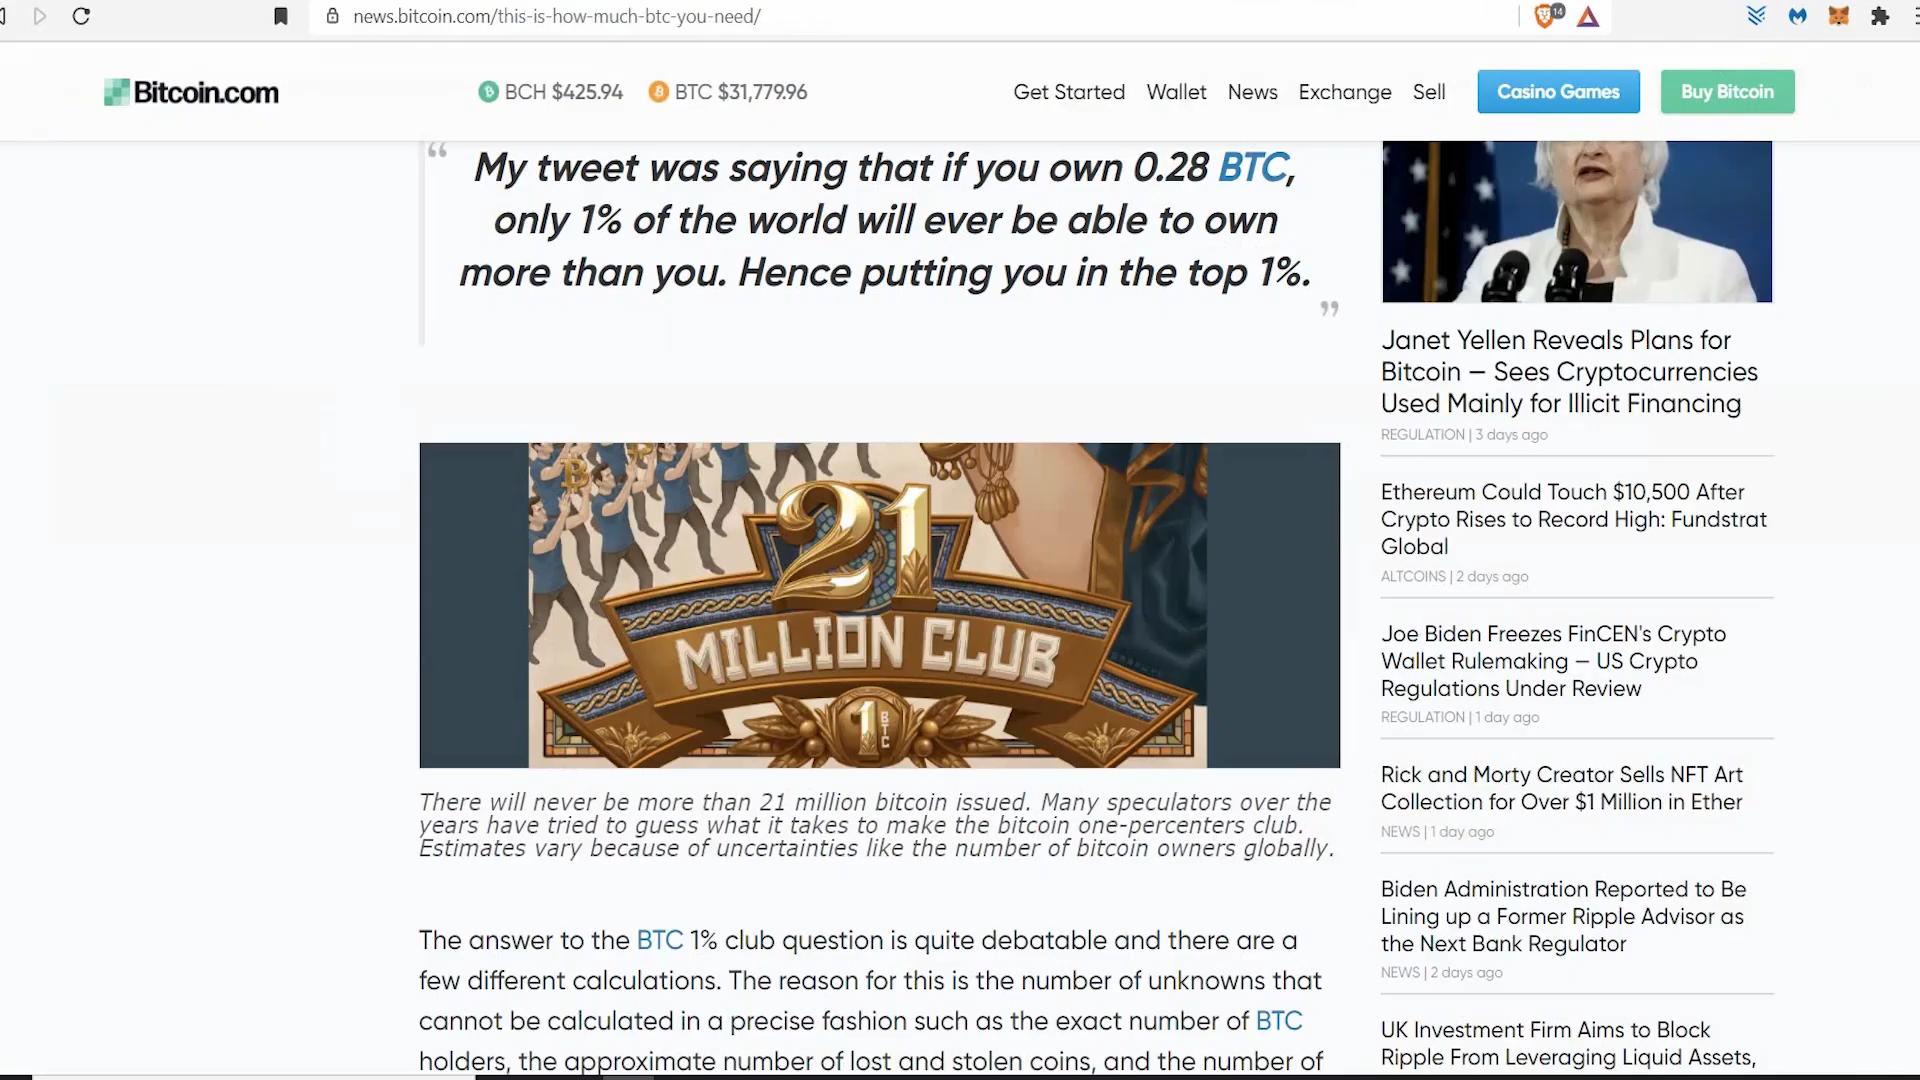 news.bitcoin.com/this-is-how-much-btc-you-need/
14
Bitcoin.com
BCH $425.94
BTC $31,779.96
Get Started
Wallet
News
Exchange
Sell
Casino Games
Buy Bitcoin
“ My tweet was saying that if you own 0.28 BTC,
only 1% of the world will ever be able to own
more than you. Hence putting you in the top 1%.
”
21
MILLION CLUB
1 BTC
There will never be more than 21 million bitcoin issued. Many speculators over the
years have tried to guess what it takes to make the bitcoin one-percenters club.
Estimates vary because of uncertainties like the number of bitcoin owners globally.
The answer to the BTC 1% club question is quite debatable and there are a
few different calculations. The reason for this is the number of unknowns that
cannot be calculated in a precise fashion such as the exact number of BTC
holders, the approximate number of lost and stolen coins, and the number of
Janet Yellen Reveals Plans for
Bitcoin — Sees Cryptocurrencies
Used Mainly for Illicit Financing
REGULATION | 3 days ago
Ethereum Could Touch $10,500 After
Crypto Rises to Record High: Fundstrat
Global
ALTCOINS | 2 days ago
Joe Biden Freezes FinCEN's Crypto
Wallet Rulemaking — US Crypto
Regulations Under Review
REGULATION | 1 day ago
Rick and Morty Creator Sells NFT Art
Collection for Over $1 Million in Ether
NEWS | 1 day ago
Biden Administration Reported to Be
Lining up a Former Ripple Advisor as
the Next Bank Regulator
NEWS | 2 days ago
UK Investment Firm Aims to Block
Ripple From Leveraging Liquid Assets,